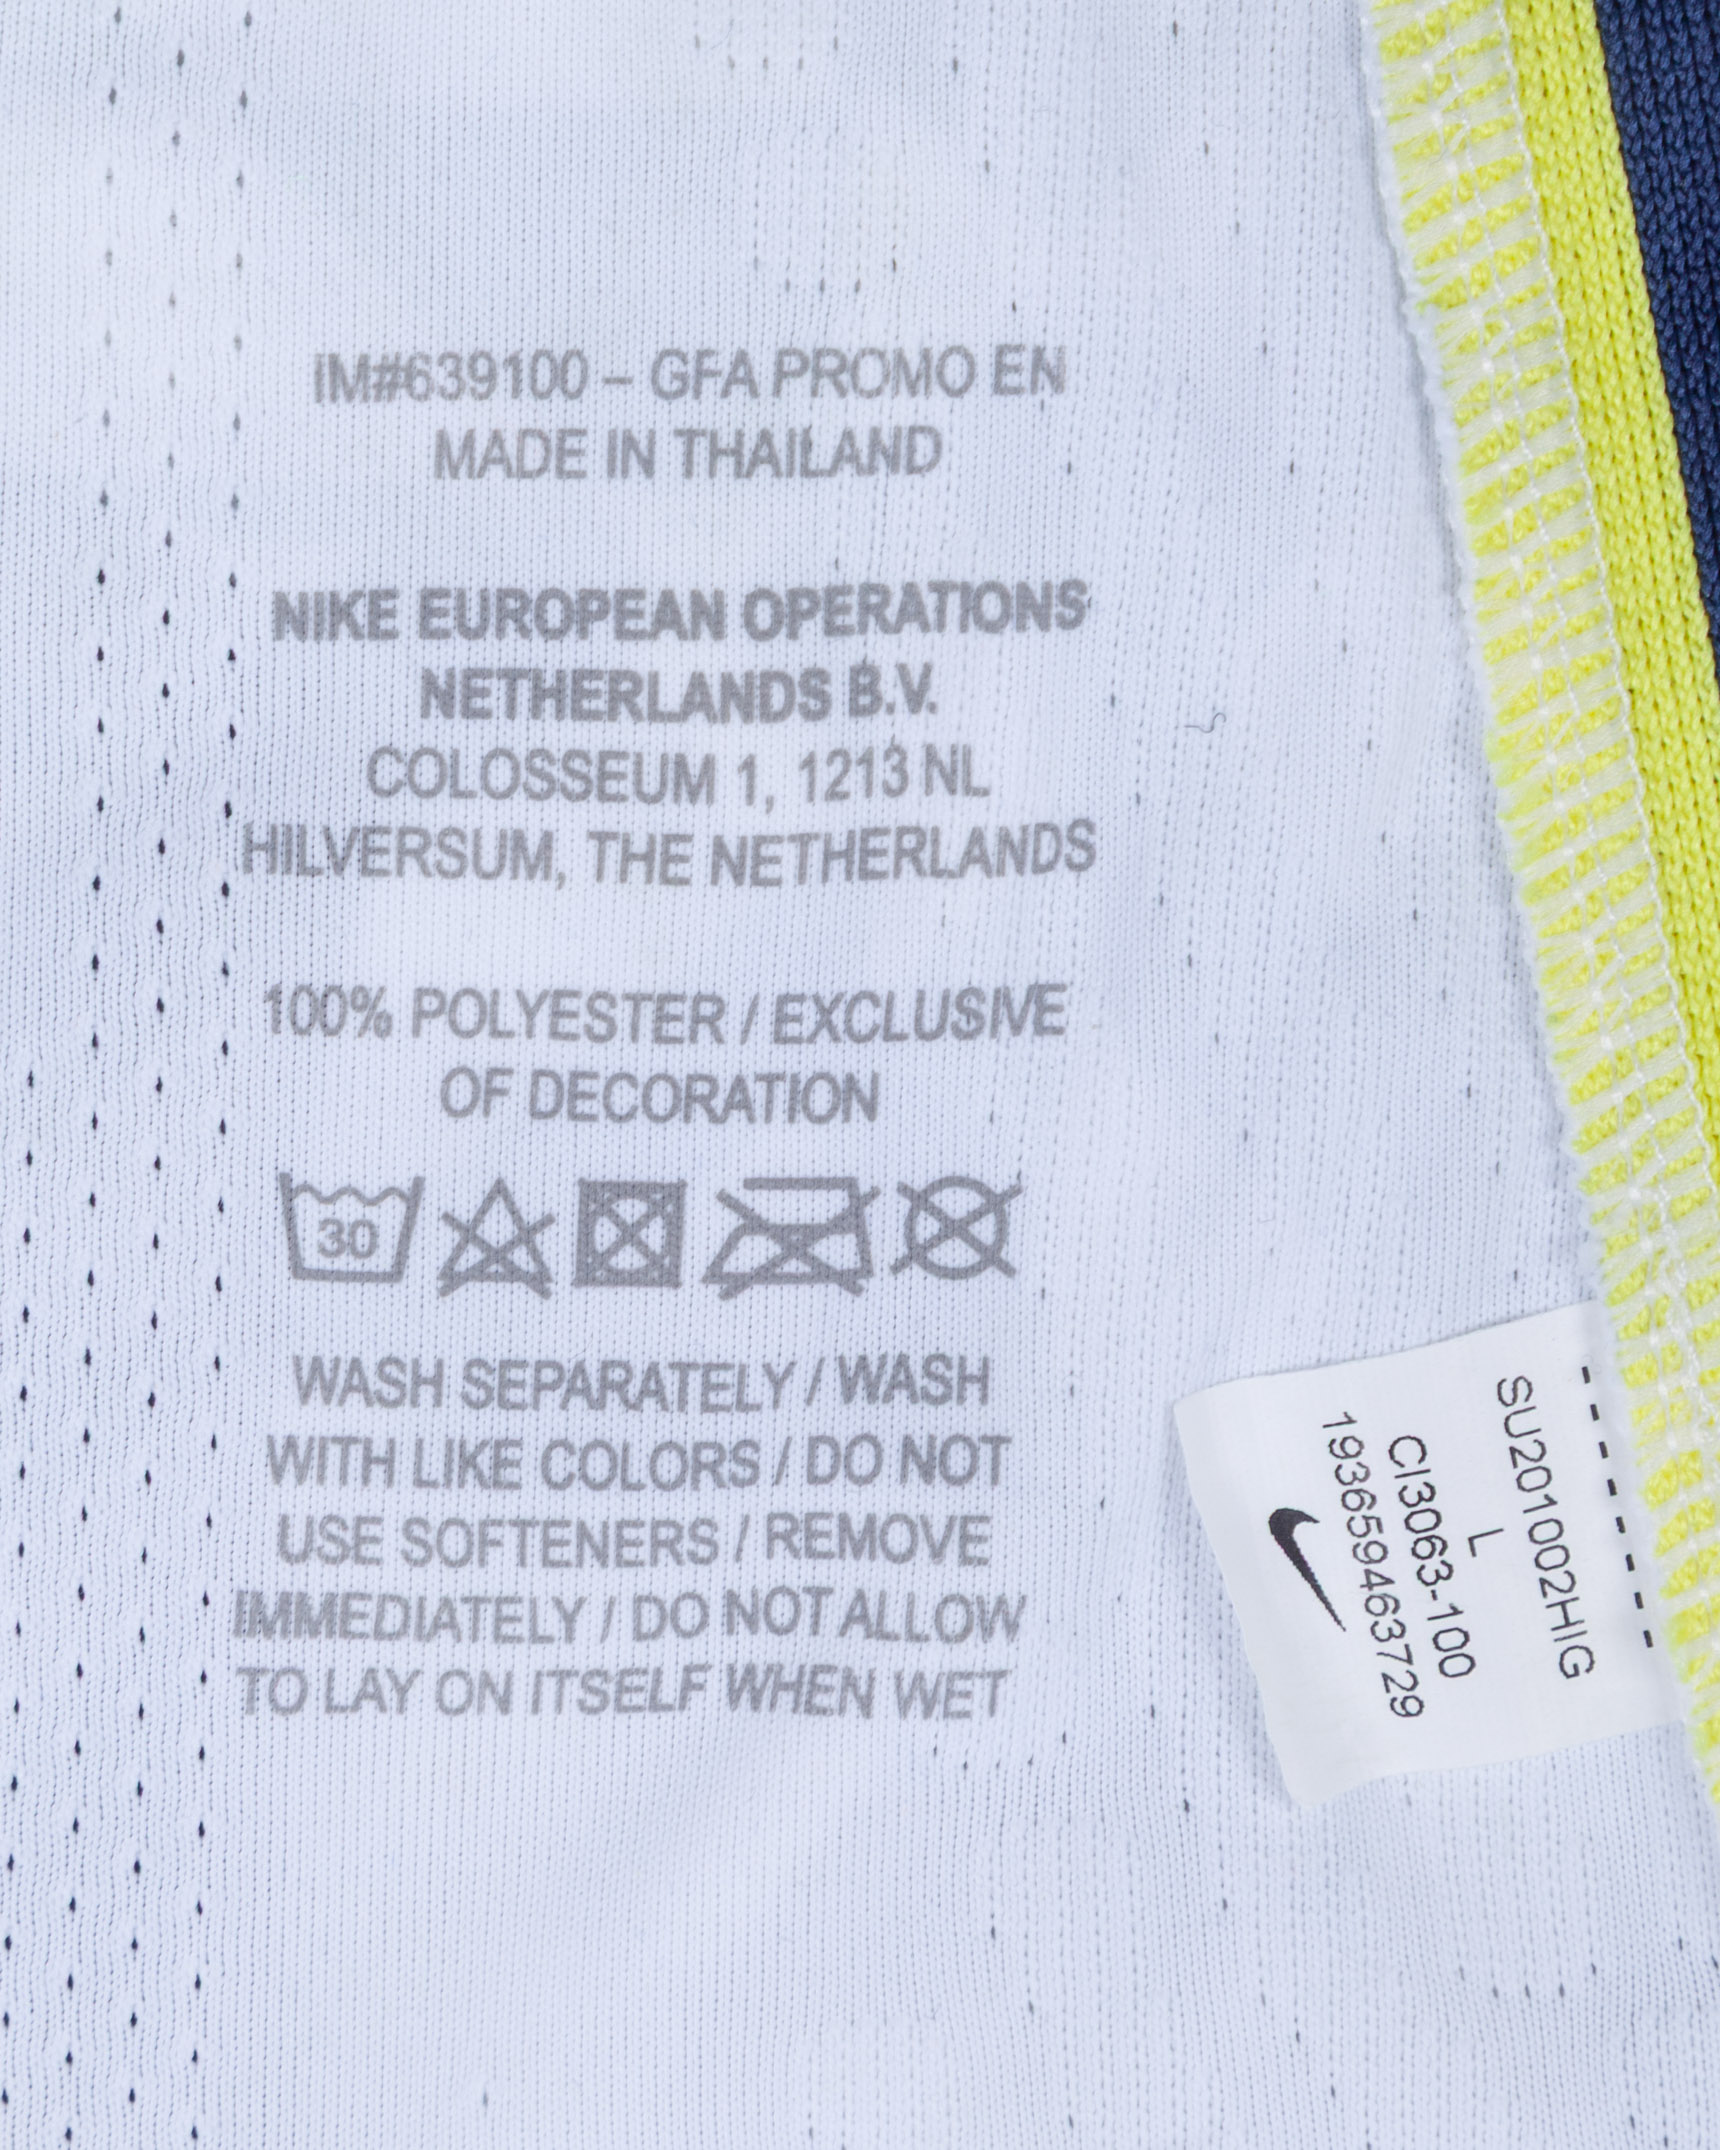 IM#639100 – GFA PROMO EN
MADE IN THAILAND
NIKE EUROPEAN OPERATIONS
NETHERLANDS B.V.
COLOSSEUM 1, 1213 NL
HILVERSUM, THE NETHERLANDS
100% POLYESTER / EXCLUSIVE
OF DECORATION
30
WASH SEPARATELY / WASH
WITH LIKE COLORS / DO NOT
USE SOFTENERS / REMOVE
IMMEDIATELY / DO NOT ALLOW
TO LAY ON ITSELF WHEN WET
SU201002HIG
L
CI3063-100
193659463729